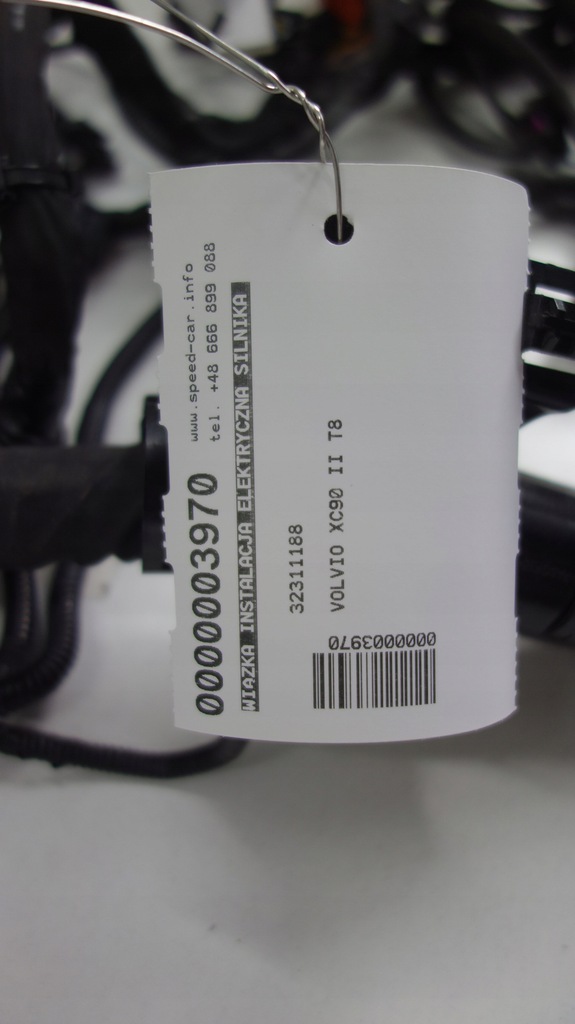 www.speed-car.info
0000003970 tel. +48 666 899 088
WIĄZKA INSTALACJA ELEKTRYCZNA SILNIKA
32311188
VOLVIO XC90 II T8
0000003970